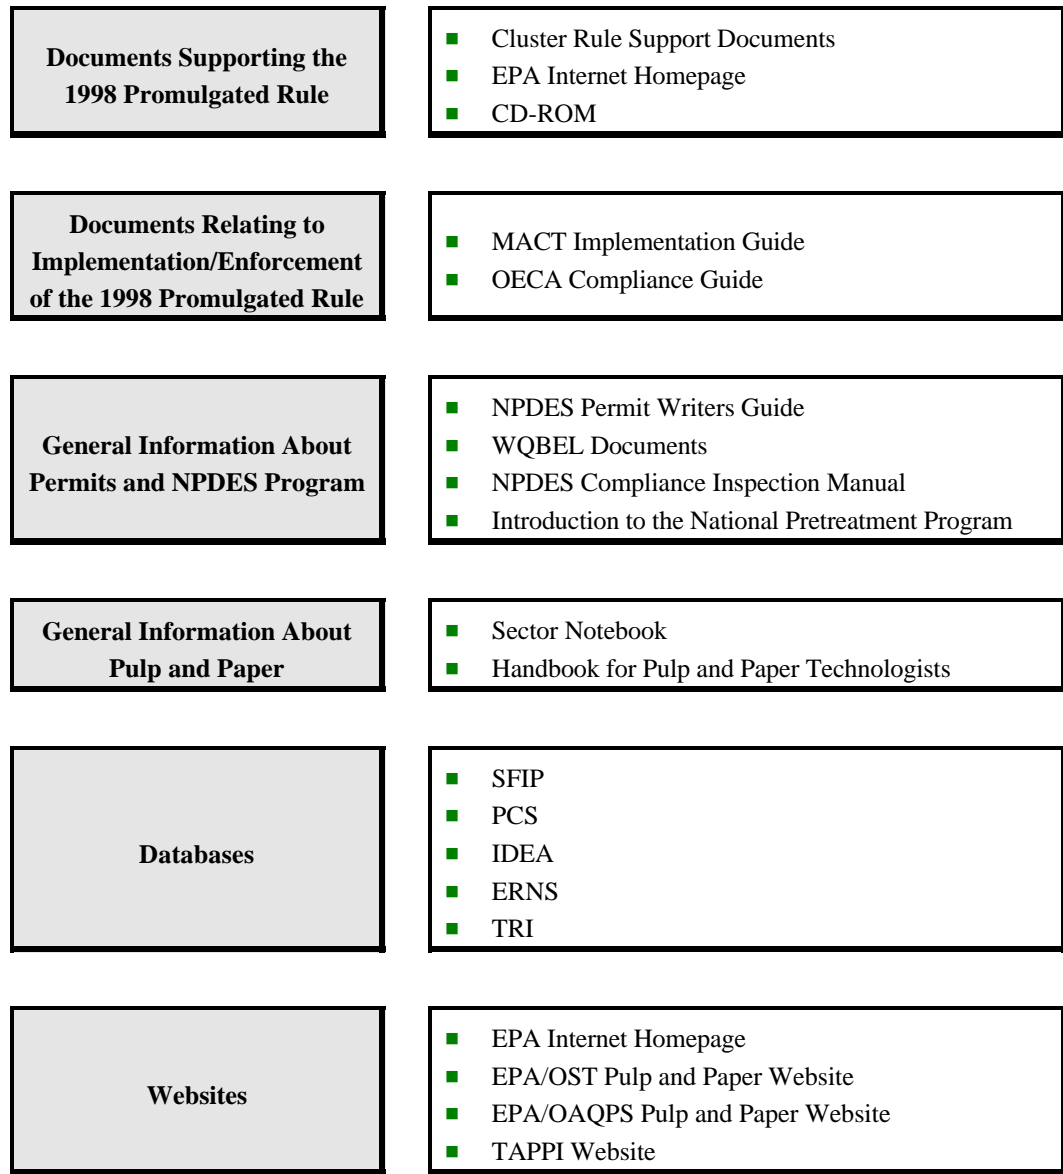 Documents Supporting the
1998 Promulgated Rule
Cluster Rule Support Documents
EPA Internet Homepage
CD-ROM
Documents Relating to
Implementation/Enforcement
of the 1998 Promulgated Rule
MACT Implementation Guide
OECA Compliance Guide
General Information About
Permits and NPDES Program
NPDES Permit Writers Guide
WQBEL Documents
NPDES Compliance Inspection Manual
Introduction to the National Pretreatment Program
General Information About
Pulp and Paper
Sector Notebook
Handbook for Pulp and Paper Technologists
Databases
SFIP
PCS
IDEA
ERNS
TRI
Websites
EPA Internet Homepage
EPA/OST Pulp and Paper Website
EPA/OAQPS Pulp and Paper Website
TAPPI Website